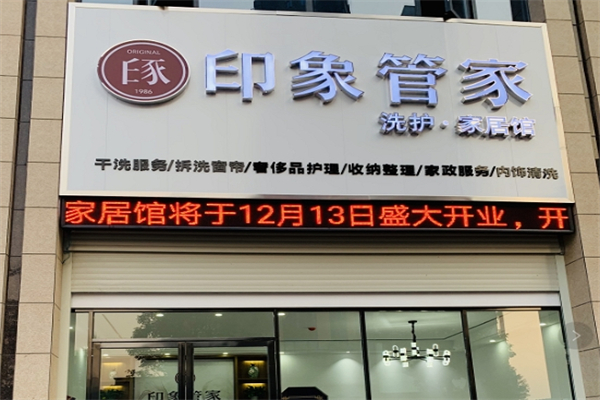 ORIGINAL
1986
印象管家
洗护·家居馆
干洗服务/拆洗窗帘/奢侈品护理/收纳整理/家政服务/内饰清洗
家居馆将于12月13日盛大开业，开
印象管家